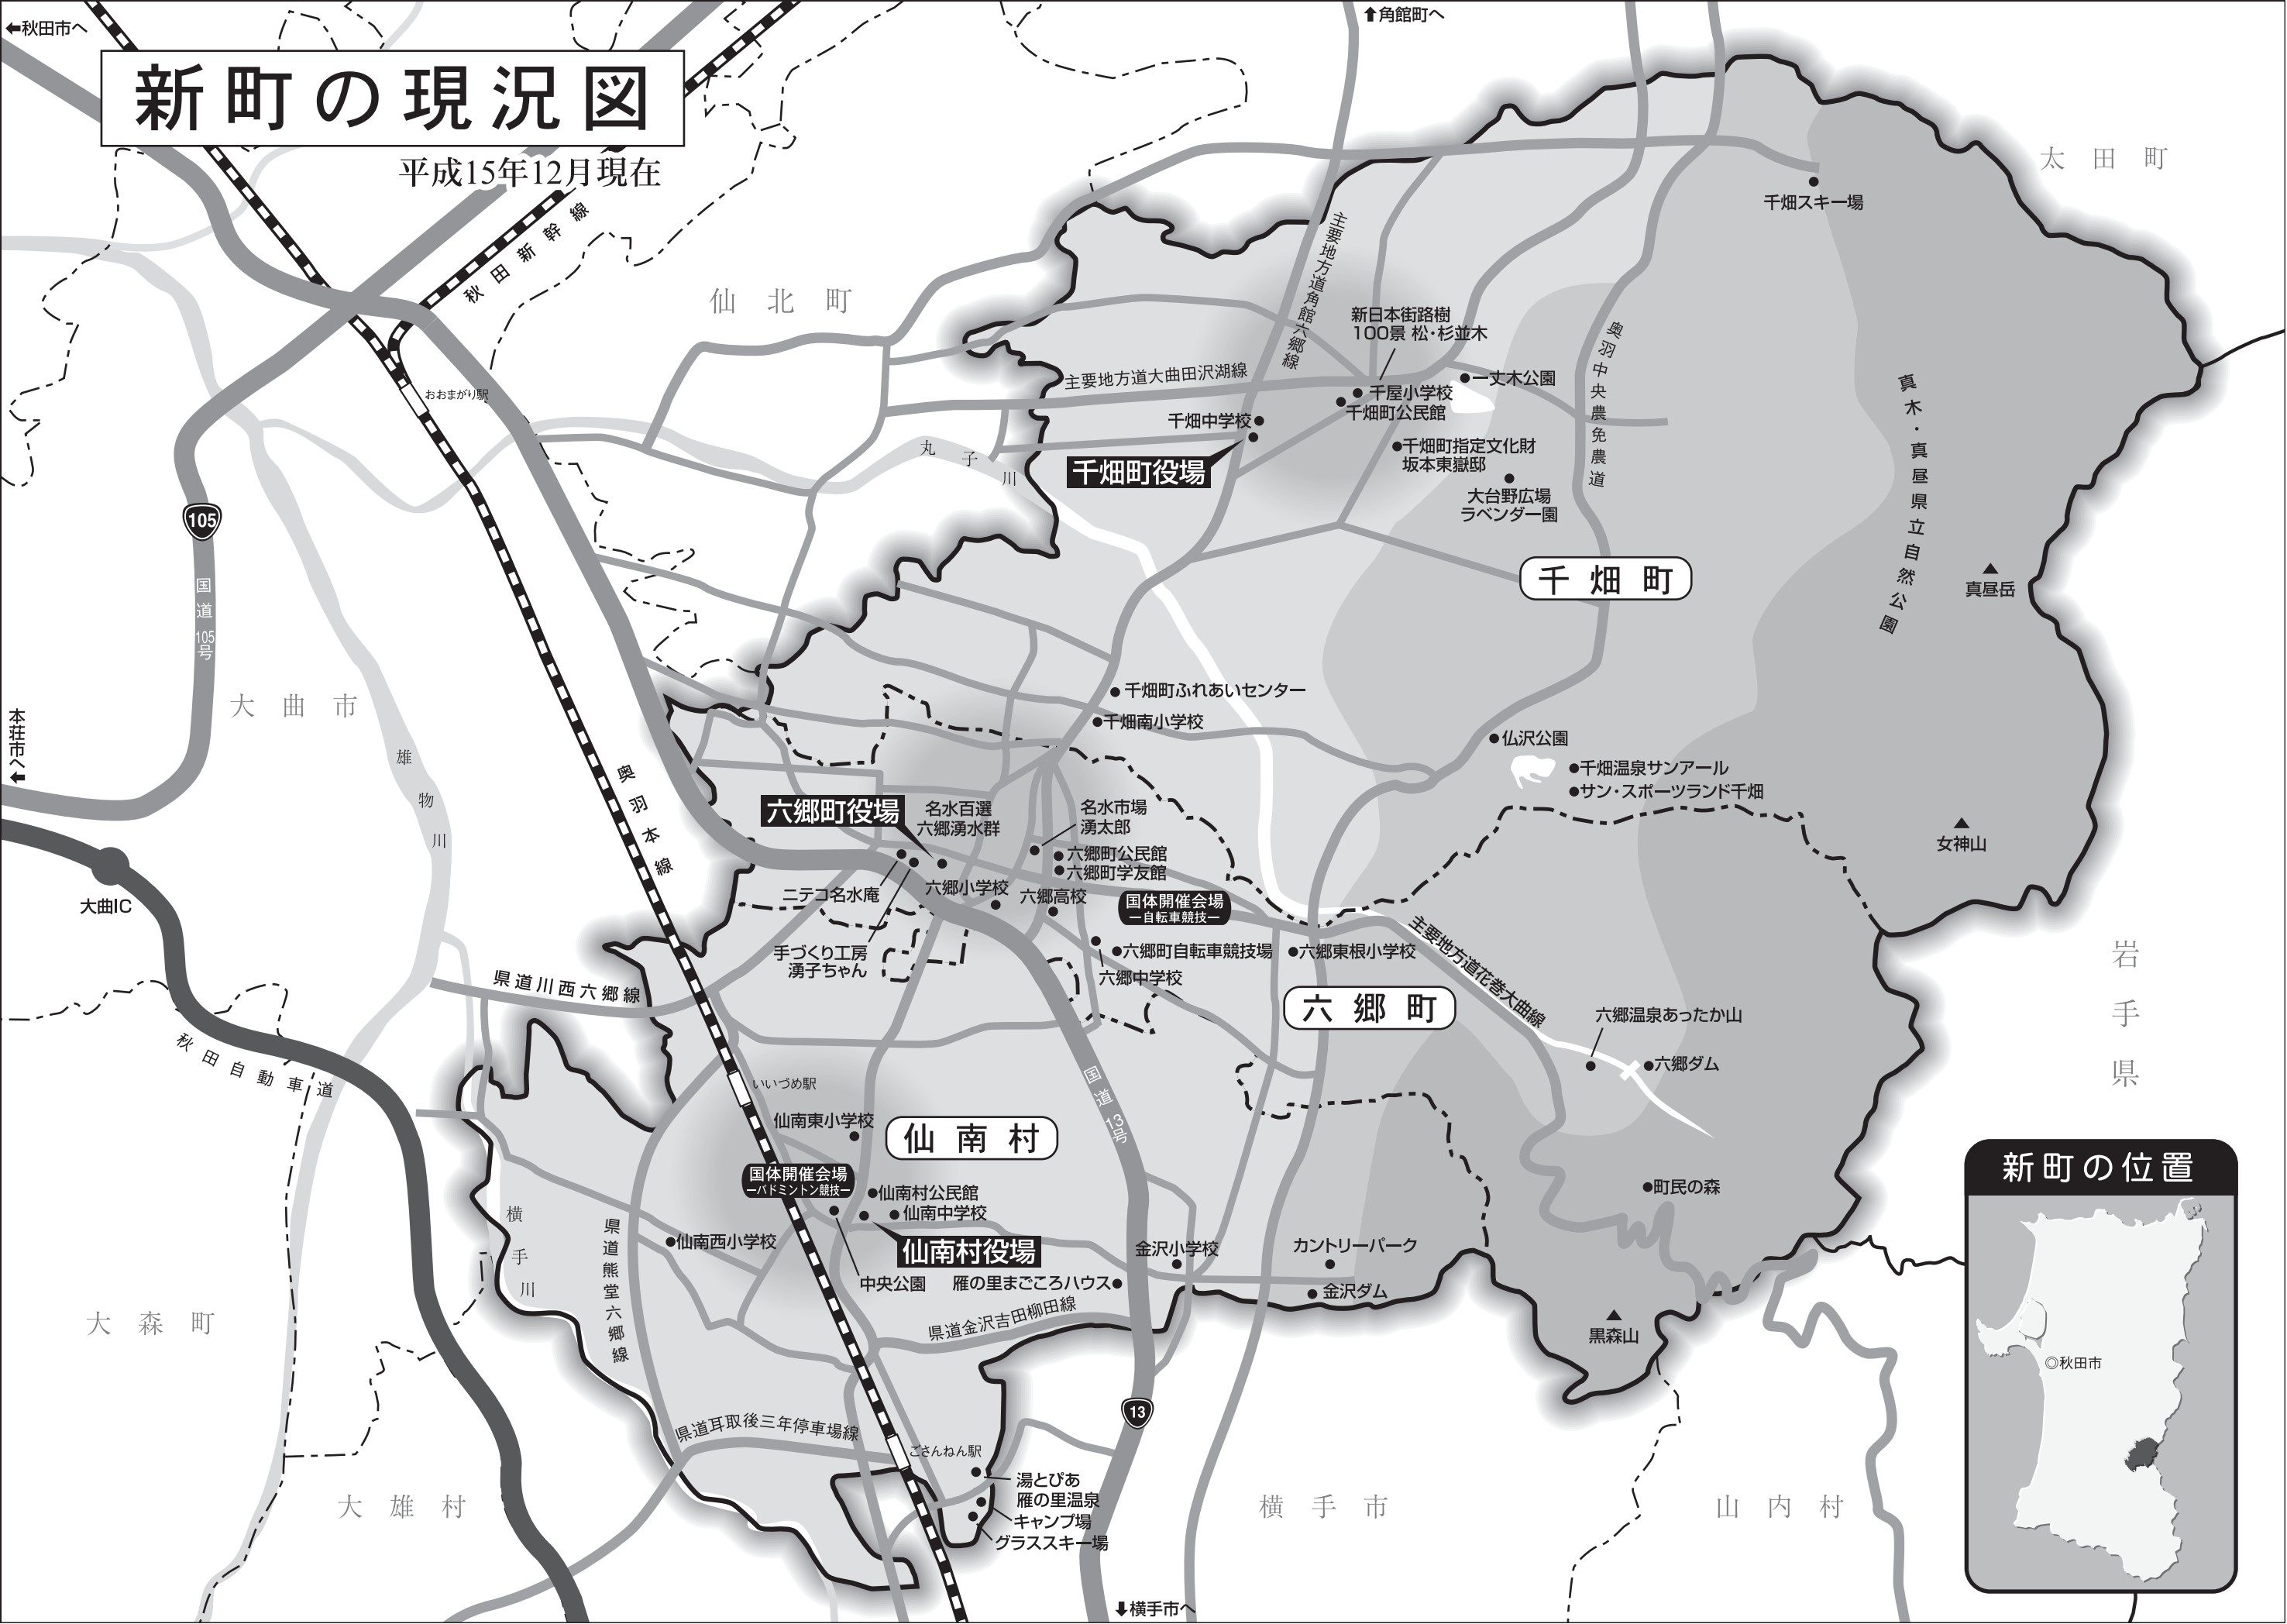 ⬅秋田市へ
新町の現況図
平成15年12月現在
⬆角館町へ
太田町
千畑スキー場
秋田新幹線
仙北町
主要地方道角館六郷線
新日本街路樹
100景 松・杉並木
奥羽中央農免農道
真木・真昼県立自然公園
主要地方道大曲田沢湖線
一丈木公園
千屋小学校
千畑町公民館
千畑中学校
おおまがり駅
丸子川
千畑町役場
千畑町指定文化財
坂本東嶽邸
大台野広場
ラベンダー園
105
国道105号
千畑町
真昼岳
大曲市
本荘市へ⬅
雄物川
奥羽本線
千畑町ふれあいセンター
千畑南小学校
仏沢公園
千畑温泉サンアール
サン・スポーツランド千畑
女神山
六郷町役場
名水百選
六郷湧水群
名水市場
湧太郎
六郷町公民館
六郷町学友館
ニテコ名水庵
六郷小学校
六郷高校
国体開催会場
ー自転車競技ー
大曲IC
手づくり工房
湧子ちゃん
六郷町自転車競技場
六郷中学校
六郷東根小学校
主要地方道花巻大曲線
岩手県
県道川西六郷線
六郷町
六郷温泉あったか山
六郷ダム
秋田自動車道
いいづめ駅
国道13号
仙南東小学校
仙南村
国体開催会場
ーバドミントン競技ー
仙南村公民館
仙南中学校
町民の森
新町の位置
横手川
県道熊堂六郷線
仙南西小学校
仙南村役場
中央公園
雁の里まごころハウス
金沢小学校
カントリーパーク
金沢ダム
県道金沢吉田柳田線
黒森山
◎秋田市
大森町
県道耳取後三年停車場線
13
ごさんねん駅
湯とぴあ
雁の里温泉
キャンプ場
グラススキー場
大雄村
横手市
山内村
⬇横手市へ